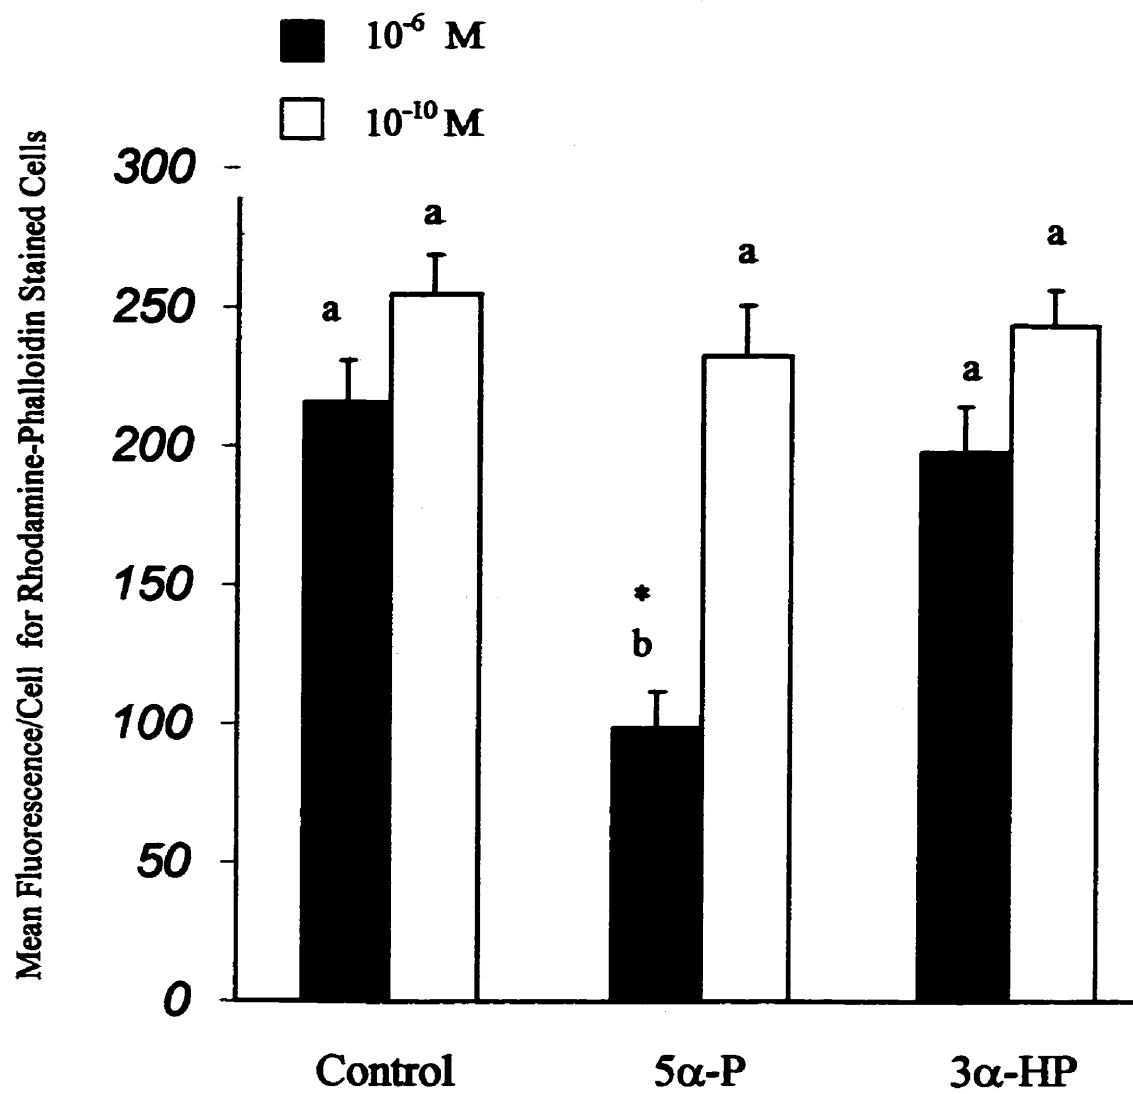 10⁻⁶ M
10⁻¹⁰ M
Mean Fluorescence/Cell for Rhodamine-Phalloidin Stained Cells
300
250
200
150
100
50
0
a
a
*
b
a
a
a
Control 5α-P 3α-HP